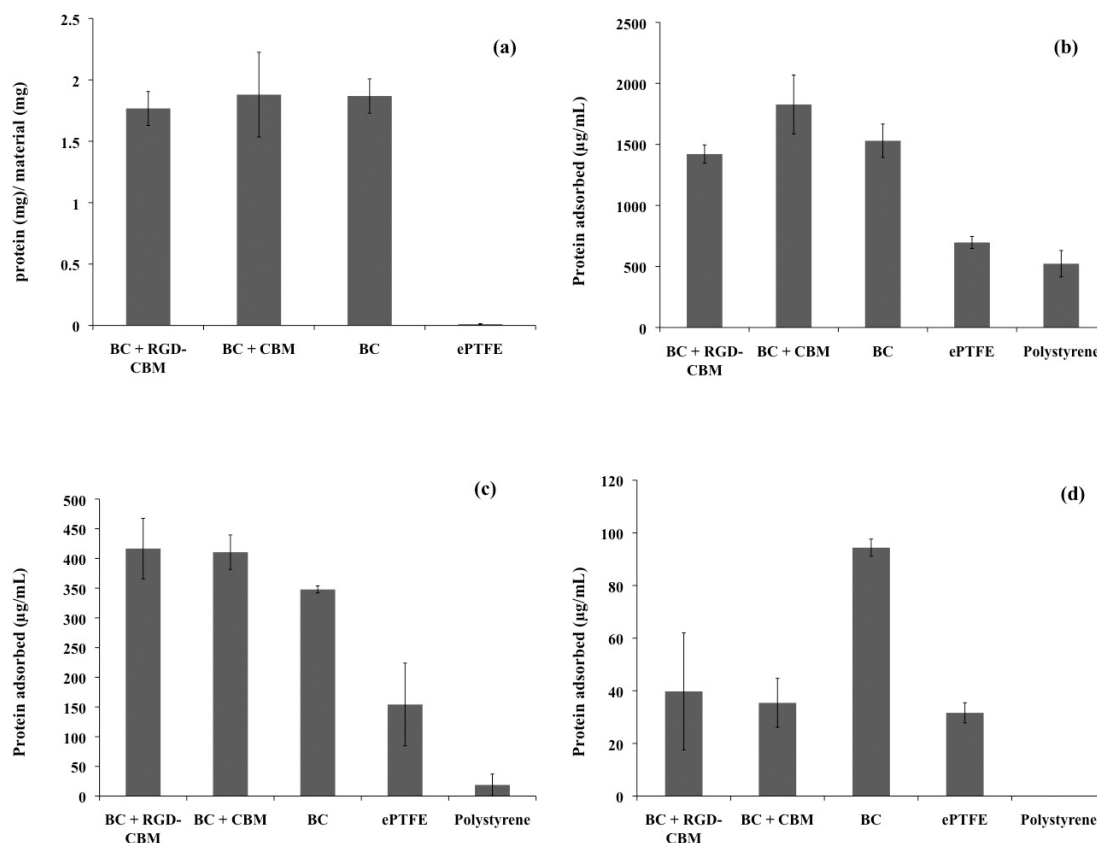 (a)
protein (mg)/ material (mg)
2.5
2
1.5
1
0.5
0
BC + RGD-
CBM
BC + CBM
BC
ePTFE
(b)
Protein adsorbed (µg/mL)
2500
2000
1500
1000
500
0
BC + RGD-
CBM
BC + CBM
BC
ePTFE
Polystyrene
(c)
Protein adsorbed (µg/mL)
500
450
400
350
300
250
200
150
100
50
0
BC + RGD-
CBM
BC + CBM
BC
ePTFE
Polystyrene
(d)
Protein adsorbed (µg/mL)
120
100
80
60
40
20
0
BC + RGD-
CBM
BC + CBM
BC
ePTFE
Polystyrene